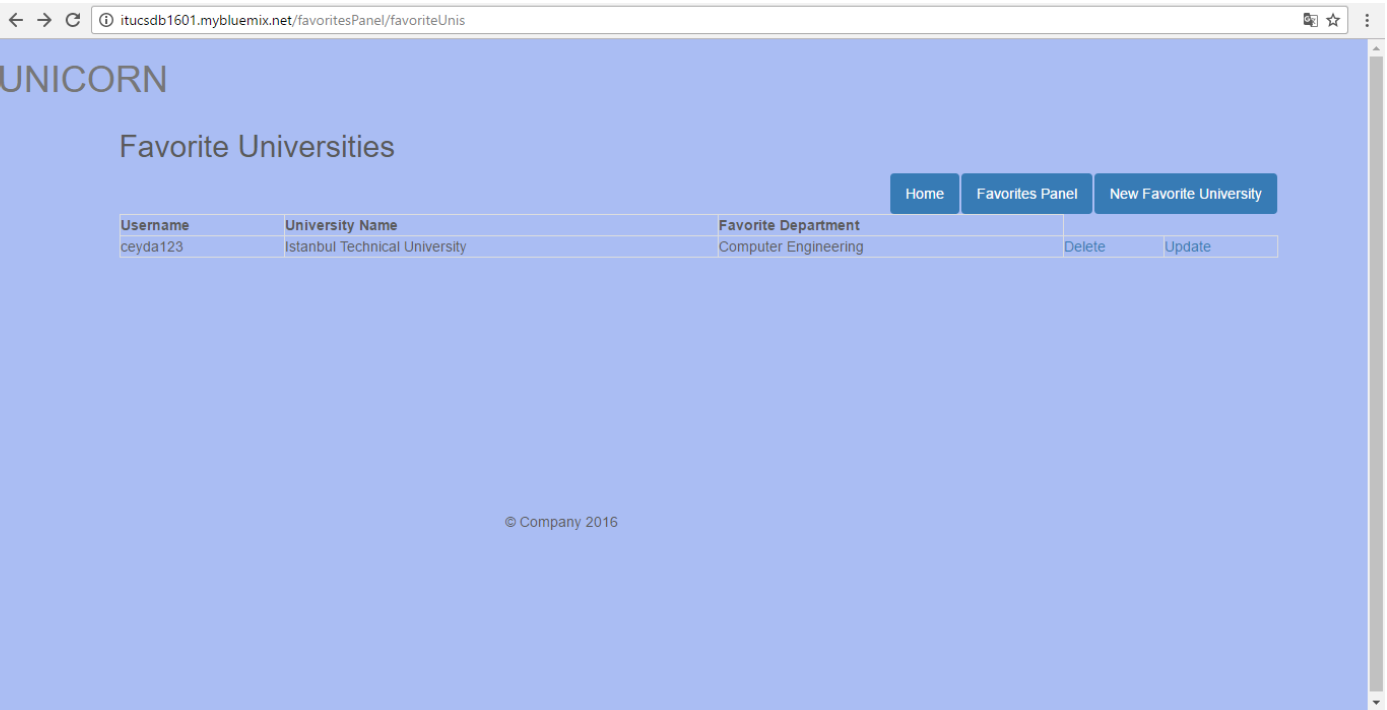 itucsdb1601.mybluemix.net/favoritesPanel/favoriteUnis
UNICORN
Favorite Universities
Home Favorites Panel New Favorite University
Username University Name Favorite Department
ceyda123 Istanbul Technical University Computer Engineering Delete Update
© Company 2016